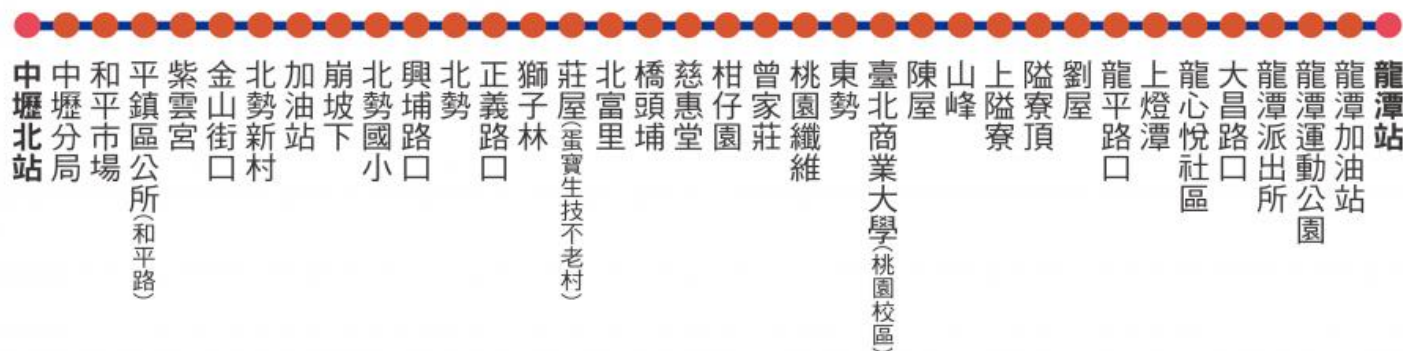 中壢北站
中壢分局
和平市場
平鎮區公所(和平路)
紫雲宮
金山街口
北勢新村
加油站
崩坡下
北勢國小
興埔路口
北勢
正義路口
獅子林
莊屋(蛋寶生技不老村)
北富里
橋頭埔
慈惠堂
柑仔園
曾家莊
桃園纖維
東勢
臺北商業大學(桃園校區)
陳屋
山峰
上隘寮
隘寮頂
劉屋
龍平路口
上燈潭
龍心悅社區
大昌路口
龍潭派出所
龍潭運動公園
龍潭加油站
龍潭站